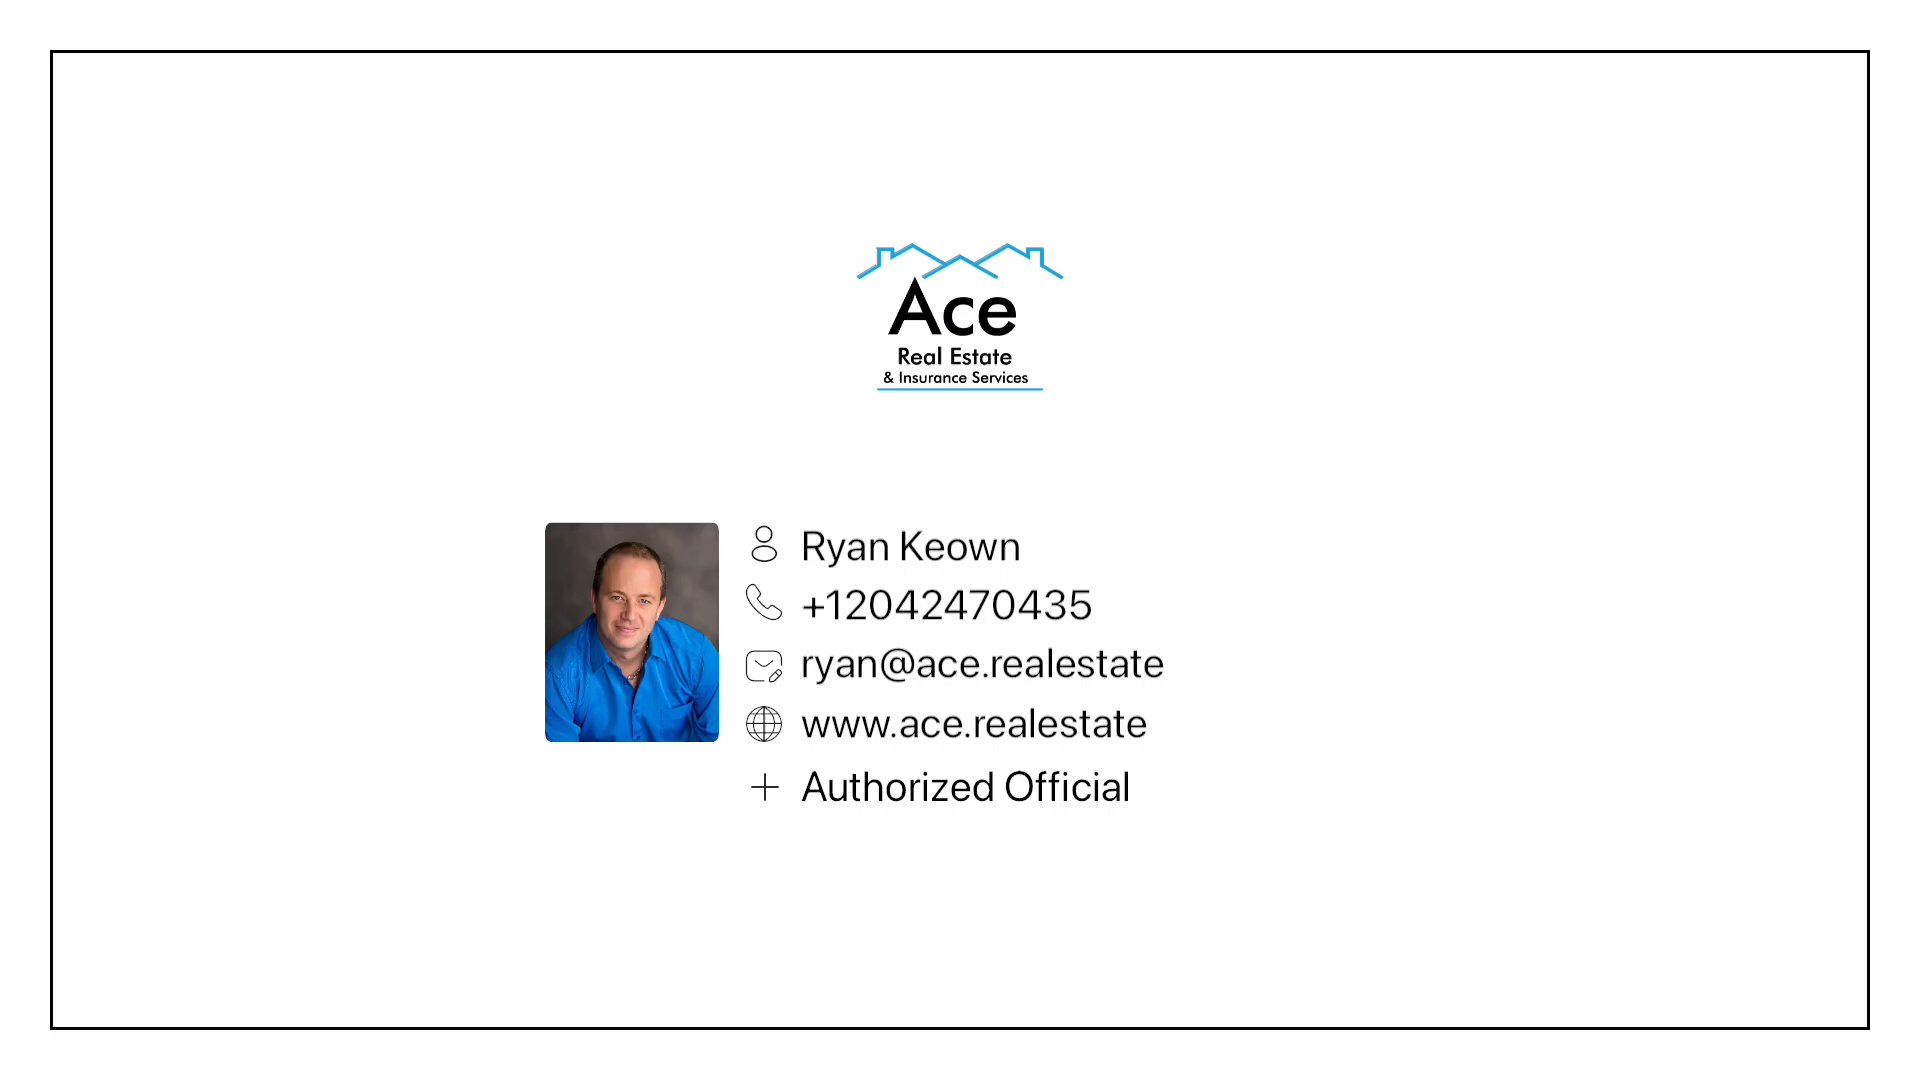 Ace
Real Estate
& Insurance Services
Ryan Keown
+12042470435
ryan@ace.realestate
www.ace.realestate
Authorized Official